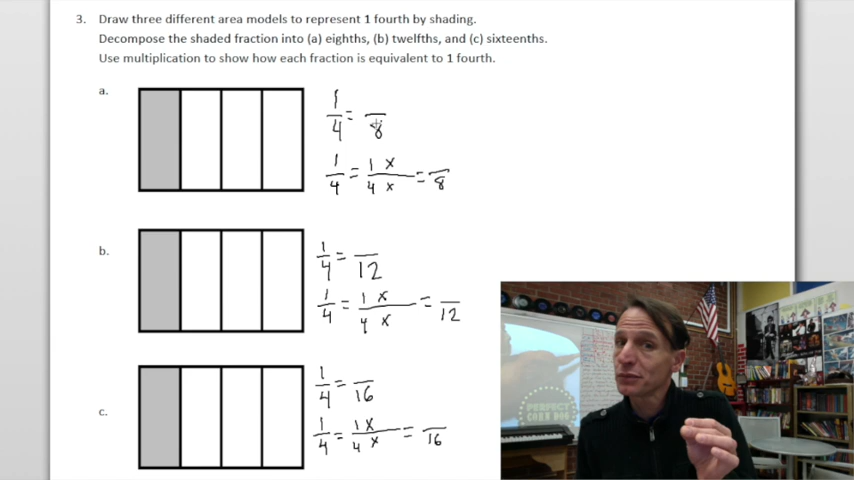 3. Draw three different area models to represent 1 fourth by shading.
Decompose the shaded fraction into (a) eighths, (b) twelfths, and (c) sixteenths.
Use multiplication to show how each fraction is equivalent to 1 fourth.
a.
1/4 = _/8
1/4 = 1 x/4 x = _/8
b.
1/4 = _/12
1/4 = 1 x/4 x = _/12
c.
1/4 = _/16
1/4 = 1 x/4 x = _/16
PERFECT
CORN DOG